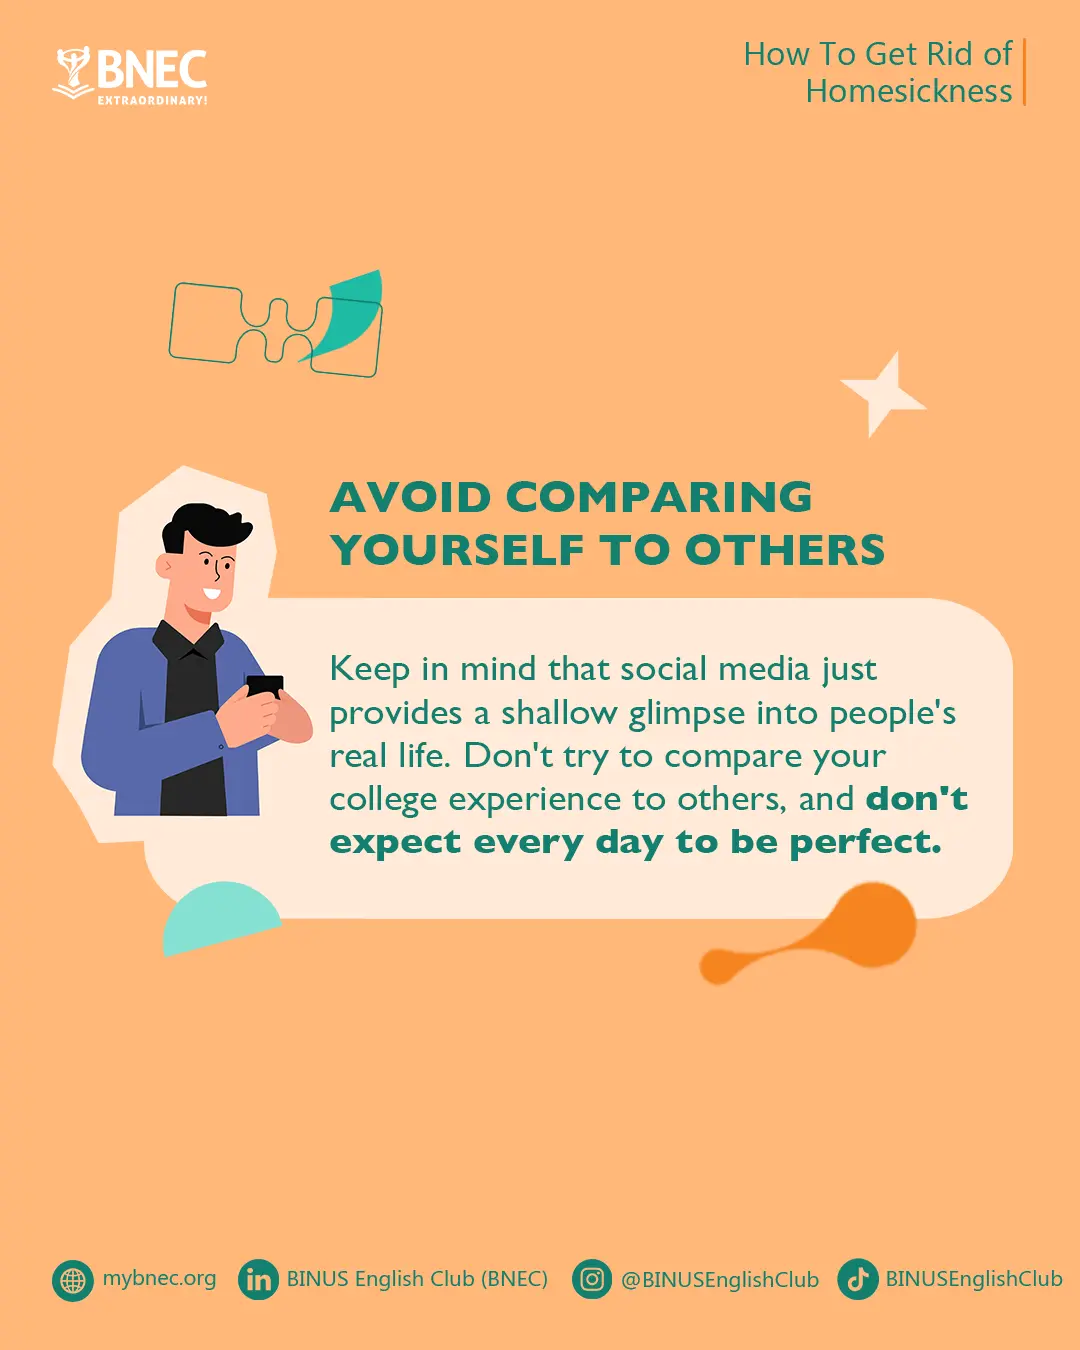 BNEC
EXTRAORDINARY!
How To Get Rid of
Homesickness
AVOID COMPARING
YOURSELF TO OTHERS
Keep in mind that social media just
provides a shallow glimpse into people's
real life. Don't try to compare your
college experience to others, and don't
expect every day to be perfect.
mybnec.org
in BINUS English Club (BNEC)
@BINUSEnglishClub
BINUSEnglishClub